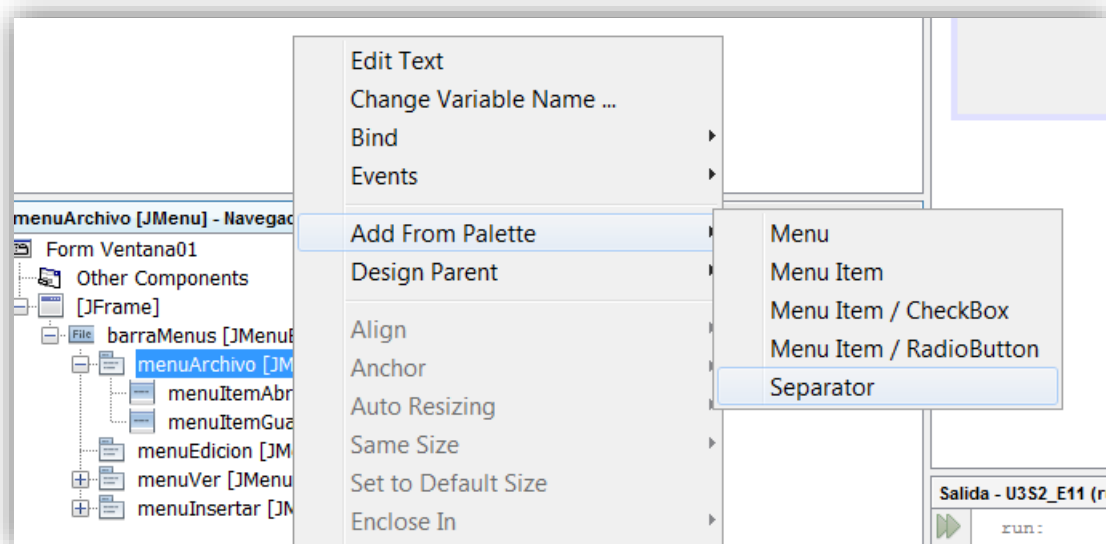 Edit Text
Change Variable Name ...
Bind
Events
Add From Palette
Design Parent
Align
Anchor
Auto Resizing
Same Size
Set to Default Size
Enclose In
Menu
Menu Item
Menu Item / CheckBox
Menu Item / RadioButton
Separator
menuArchivo [JMenu] - Navegac
Form Ventana01
Other Components
[JFrame]
File barraMenus [JMenuB
menuArchivo [JM
menuItemAbr
menuItemGua
menuEdicion [JM
menuVer [JMenu
menuInsertar [JM
Salida - U3S2_E11 (r
run: